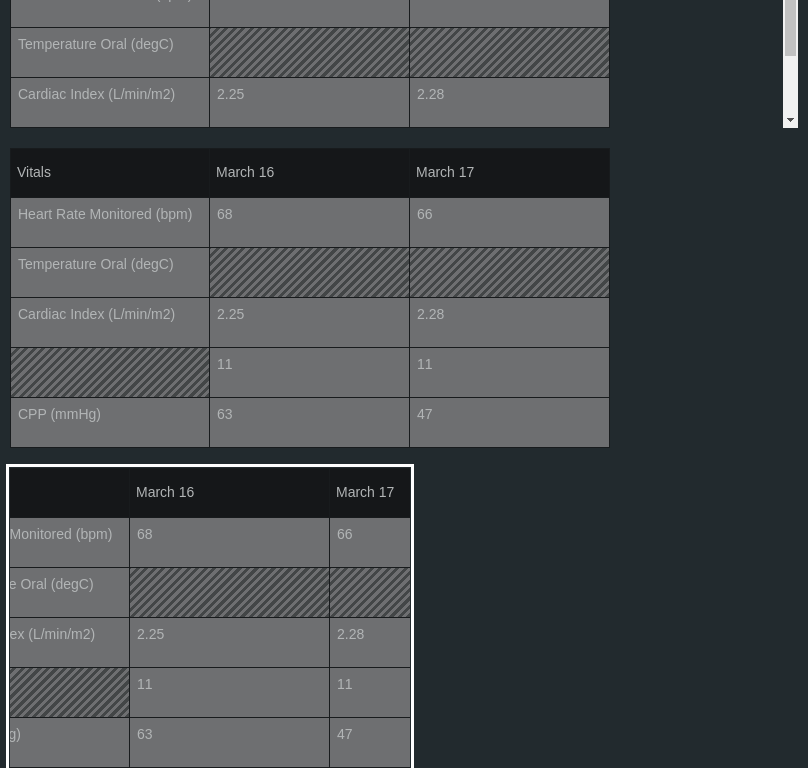 Temperature Oral (degC)
Cardiac Index (L/min/m2) 2.25 2.28
Vitals March 16 March 17
Heart Rate Monitored (bpm) 68 66
Temperature Oral (degC)
Cardiac Index (L/min/m2) 2.25 2.28
11 11
CPP (mmHg) 63 47
March 16 March 17
Monitored (bpm) 68 66
e Oral (degC)
ex (L/min/m2) 2.25 2.28
11 11
g) 63 47